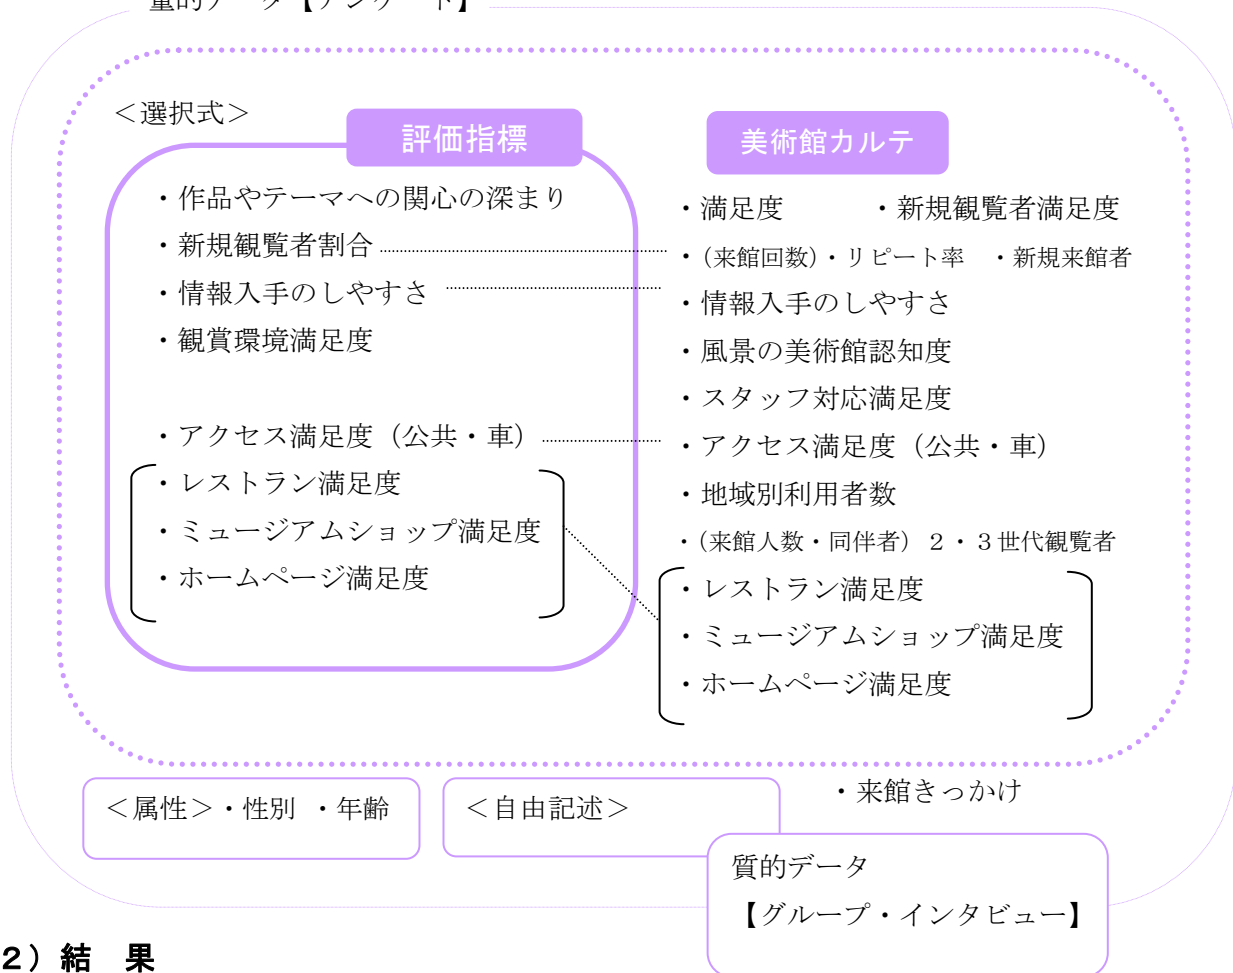 量的データ【アンケート】
＜選択式＞
評価指標
・作品やテーマへの関心の深まり
・新規観覧者割合
・情報入手のしやすさ
・観賞環境満足度
・アクセス満足度（公共・車）
・レストラン満足度
・ミュージアムショップ満足度
・ホームページ満足度
美術館カルテ
・満足度　　　・新規観覧者満足度
・（来館回数）・リピート率　・新規来館者
・情報入手のしやすさ
・風景の美術館認知度
・スタッフ対応満足度
・アクセス満足度（公共・車）
・地域別利用者数
・（来館人数・同伴者）２・３世代観覧者
・レストラン満足度
・ミュージアムショップ満足度
・ホームページ満足度
＜属性＞・性別　・年齢
＜自由記述＞
・来館きっかけ
質的データ
【グループ・インタビュー】
２）結　果